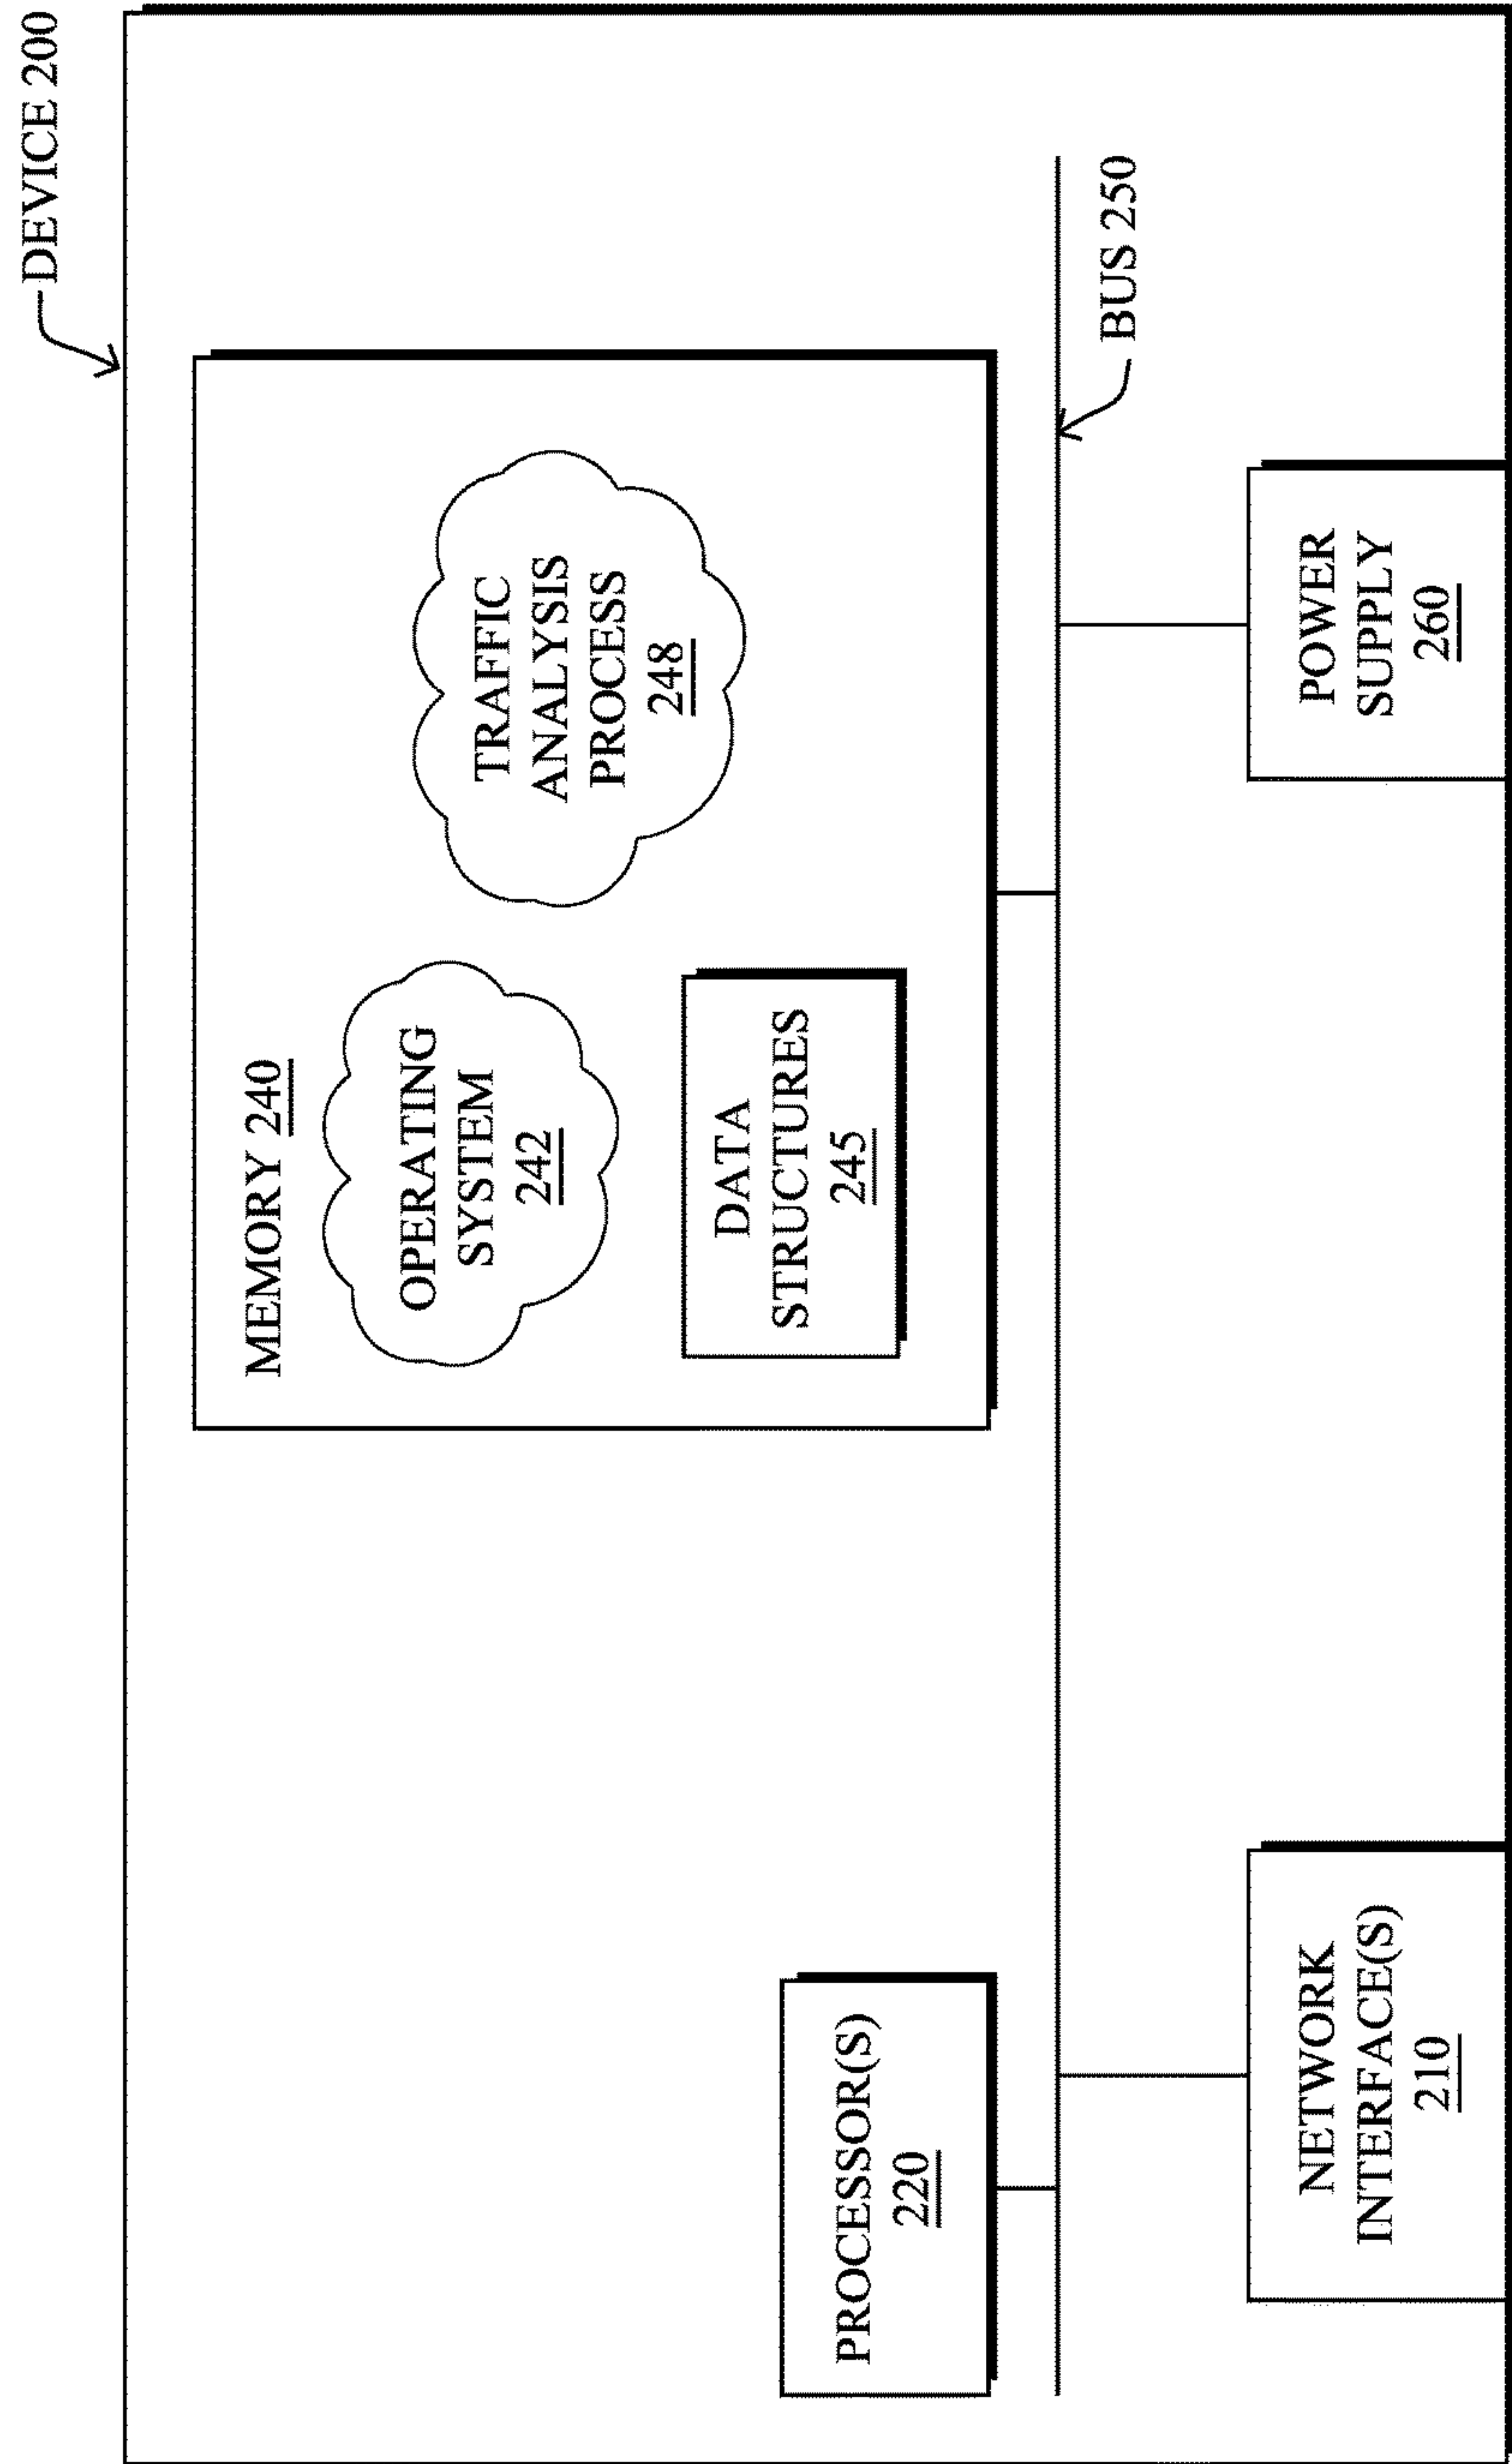 DEVICE 200
MEMORY 240
OPERATING
SYSTEM
242
DATA
STRUCTURES
245
TRAFFIC
ANALYSIS
PROCESS
248
PROCESSOR(S)
220
BUS 250
NETWORK
INTERFACE(S)
210
POWER
SUPPLY
260